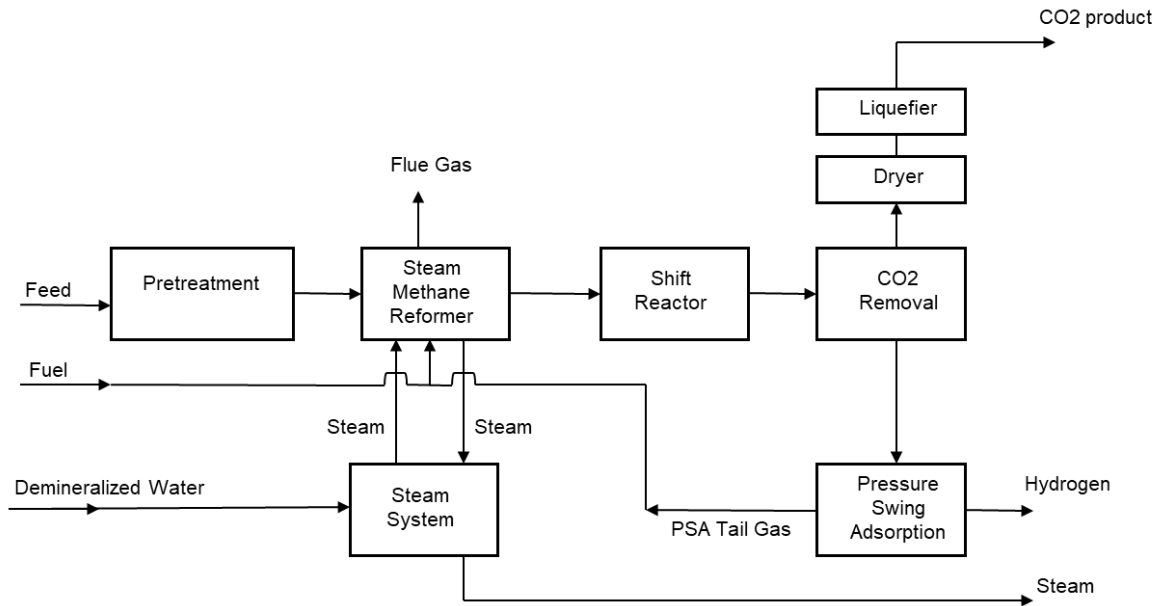 CO2 product
Liquefier
Dryer
Flue Gas
Feed
Pretreatment
Steam
Methane
Reformer
Shift
Reactor
CO2
Removal
Fuel
Steam
Steam
Demineralized Water
Steam
System
PSA Tail Gas
Pressure
Swing
Adsorption
Hydrogen
Steam